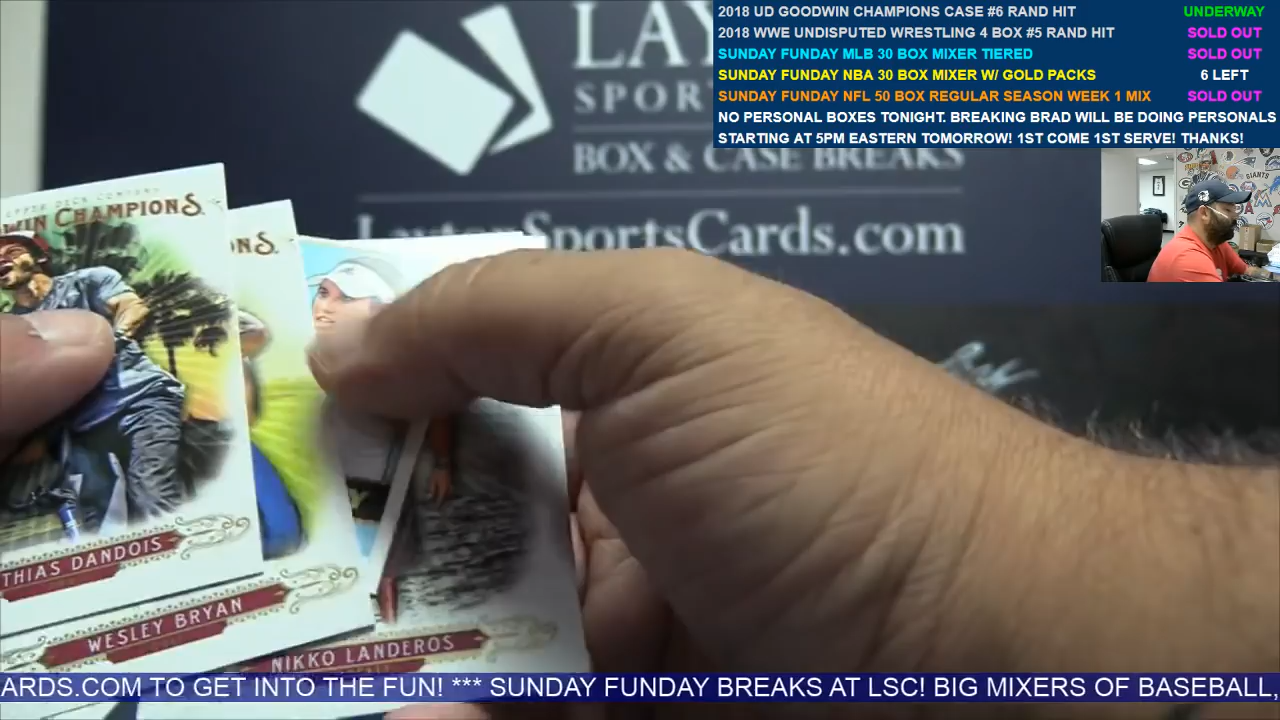 2018 UD GOODWIN CHAMPIONS CASE #6 RAND HIT UNDERWAY
2018 WWE UNDISPUTED WRESTLING 4 BOX #5 RAND HIT SOLD OUT
SUNDAY FUNDAY MLB 30 BOX MIXER TIERED SOLD OUT
SUNDAY FUNDAY NBA 30 BOX MIXER W/ GOLD PACKS 6 LEFT
SUNDAY FUNDAY NFL 50 BOX REGULAR SEASON WEEK 1 MIX SOLD OUT
NO PERSONAL BOXES TONIGHT. BREAKING BRAD WILL BE DOING PERSONALS
STARTING AT 5PM EASTERN TOMORROW! 1ST COME 1ST SERVE! THANKS!
LAY
SPOR
BOX & CASE BREAKS
LaytonSportsCards.com
WIN CHAMPIONS
NS
THIAS DANDOIS
WESLEY BRYAN
NIKKO LANDEROS
ARDS.COM TO GET INTO THE FUN! *** SUNDAY FUNDAY BREAKS AT LSC! BIG MIXERS OF BASEBALL,